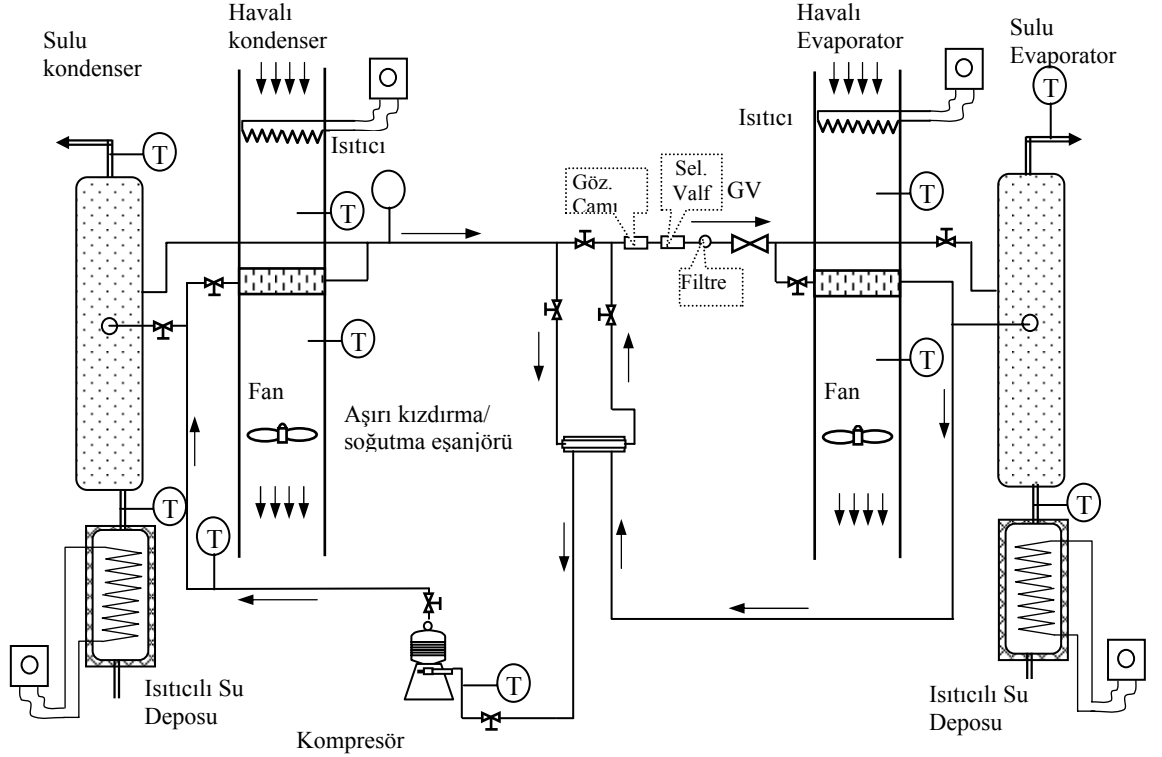 Havalı
kondenser
Havalı
Evaporator
Sulu
kondenser
Sulu
Evaporator
T
Isıtıcı
Isıtıcı
T
Göz.
Camı
Sel.
Valf
GV
T
T
Filtre
T
T
Fan
Fan
Aşırı kızdırma/
soğutma eşanjörü
T
T
T
T
Isıtıcılı Su
Deposu
Isıtıcılı Su
Deposu
Kompresör